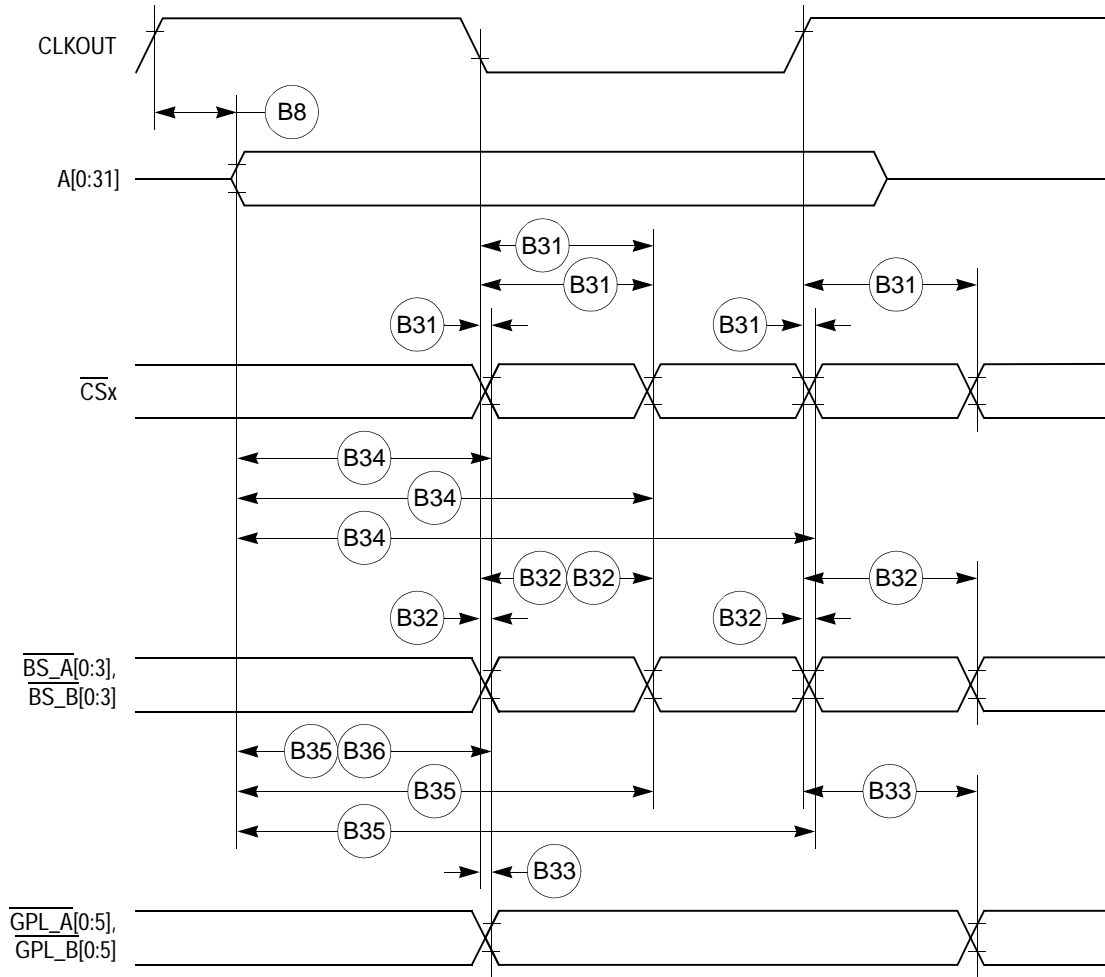 CLKOUT
B8
A[0:31]
B31
B31 B31
B31 B31
CSx
B34
B34
B34
B32 B32 B32
B32 B32
BS_A[0:3],
BS_B[0:3]
B35 B36
B35 B33
B35
B33
GPL_A[0:5],
GPL_B[0:5]